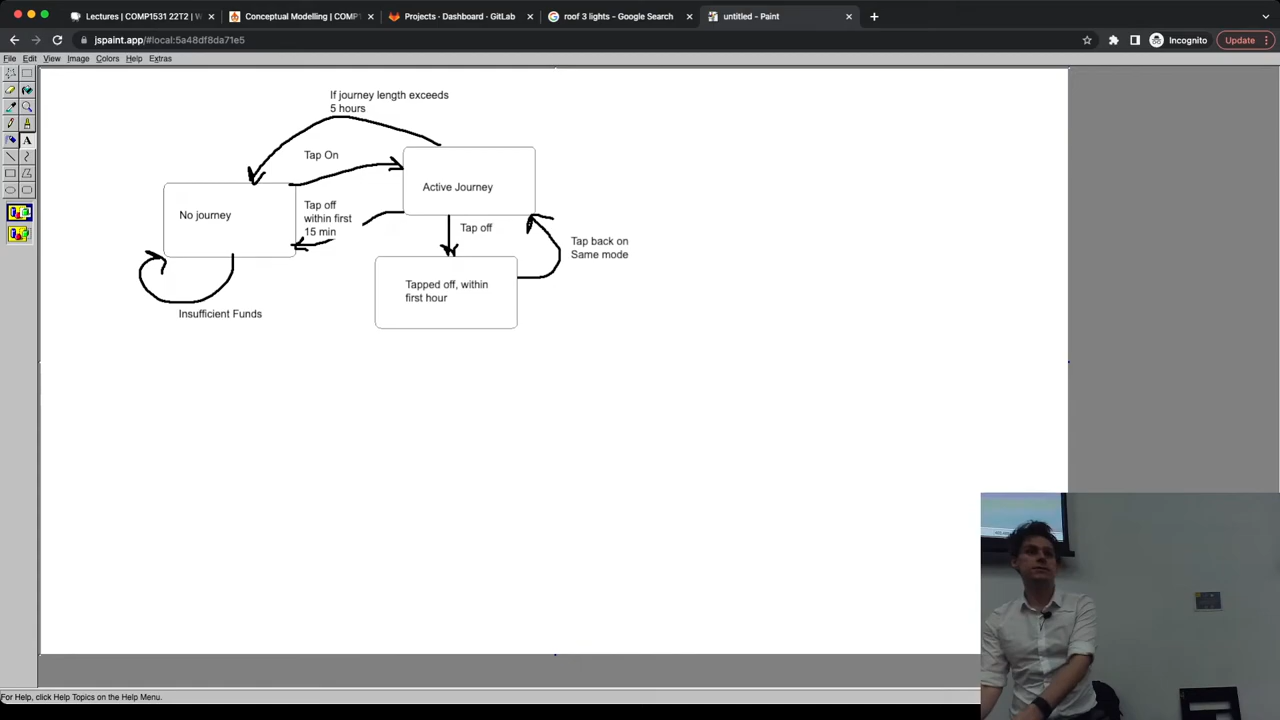 Lectures | COMP1531 22T2 | W
Conceptual Modelling | COMP1
Projects · Dashboard · GitLab
roof 3 lights - Google Search
untitled - Paint
jspaint.app/#local:5a48df8da71e5
Incognito
Update
File Edit View Image Colors Help Extras
If journey length exceeds
5 hours
Tap On
Active Journey
No journey
Tap off
within first
15 min
Tap off
Tap back on
Same mode
Tapped off, within
first hour
Insufficient Funds
For Help, click Help Topics on the Help Menu.